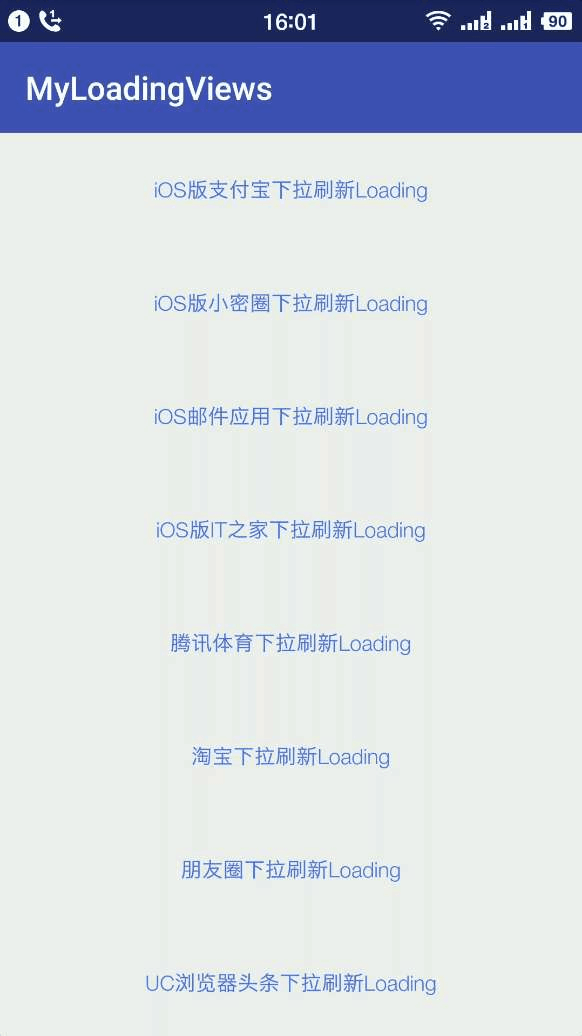 1 1 16:01 2 1 90
MyLoadingViews
iOS版支付宝下拉刷新Loading
iOS版小密圈下拉刷新Loading
iOS邮件应用下拉刷新Loading
iOS版IT之家下拉刷新Loading
腾讯体育下拉刷新Loading
淘宝下拉刷新Loading
朋友圈下拉刷新Loading
UC浏览器头条下拉刷新Loading